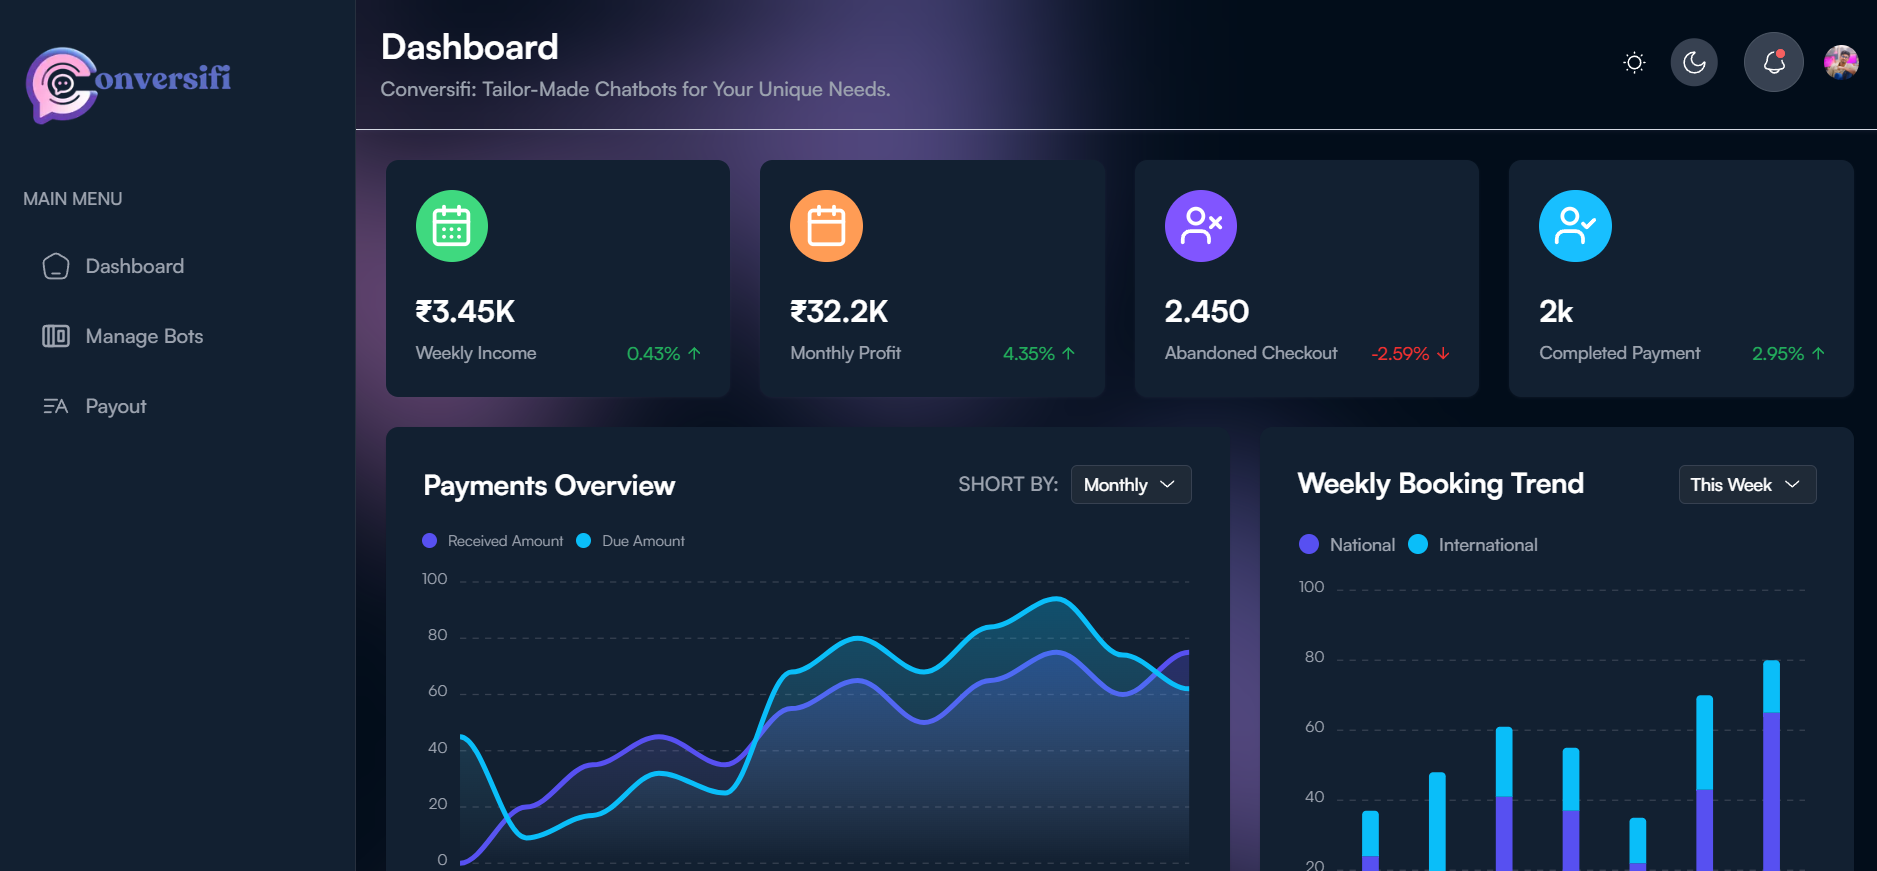 onversifi
MAIN MENU
Dashboard
Manage Bots
Payout
Dashboard
Conversifi: Tailor-Made Chatbots for Your Unique Needs.
₹3.45K
Weekly Income 0.43%
₹32.2K
Monthly Profit 4.35%
2.450
Abandoned Checkout -2.59%
2k
Completed Payment 2.95%
Payments Overview
SHORT BY: Monthly
Received Amount Due Amount
100
80
60
40
20
0
Weekly Booking Trend
This Week
National International
100
80
60
40
20